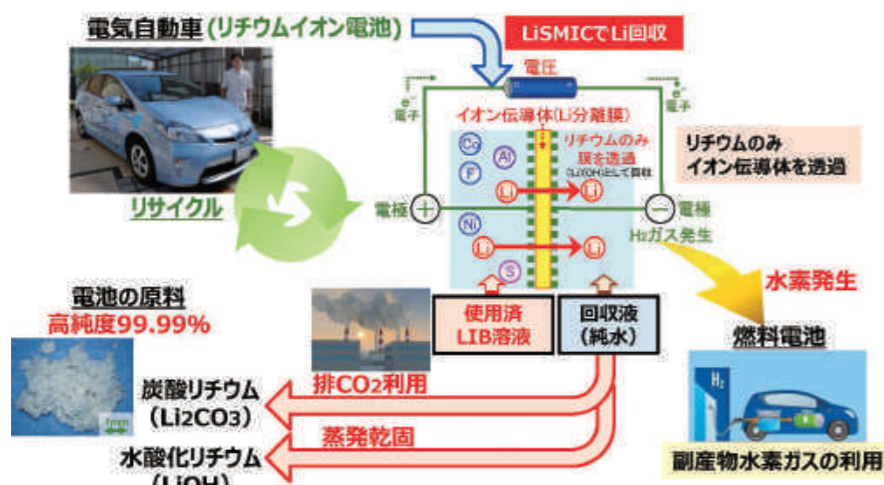 電気自動車(リチウムイオン電池)
LiSMICでLi回収
電圧
e⁻
電子
e⁻
電子
イオン伝導体(Li分離膜)
リチウムのみ
膜を透過
(Li(OH)として回収)
Co
Al
F
Li
Li
Ni
Li
Li
S
電極
+
−
電極
H2ガス発生
リチウムのみ
イオン伝導体を透過
リサイクル
水素発生
電池の原料
高純度99.99%
1mm
使用済
LIB溶液
回収液
(純水)
燃料電池
H2
副産物水素ガスの利用
排CO2利用
炭酸リチウム
(Li2CO3)
蒸発乾固
水酸化リチウム
(LiOH)